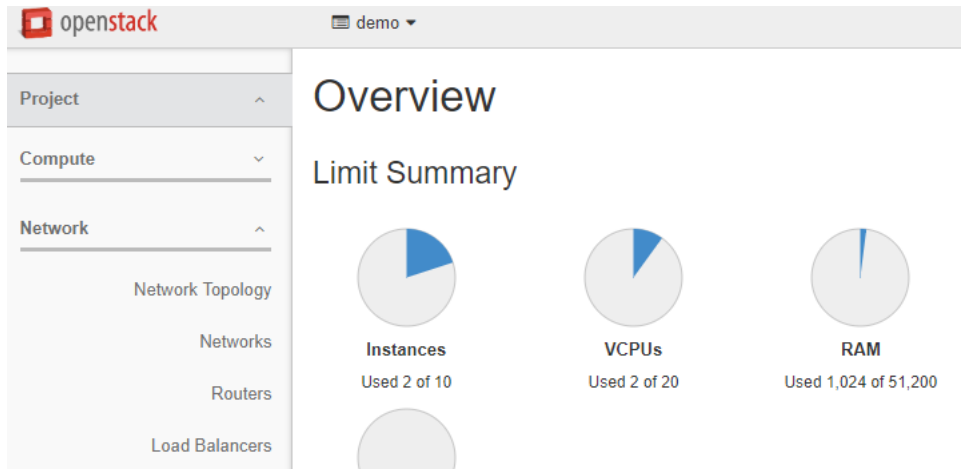 openstack
demo
Project
Compute
Network
Network Topology
Networks
Routers
Load Balancers
Overview
Limit Summary
Instances
Used 2 of 10
VCPUs
Used 2 of 20
RAM
Used 1,024 of 51,200